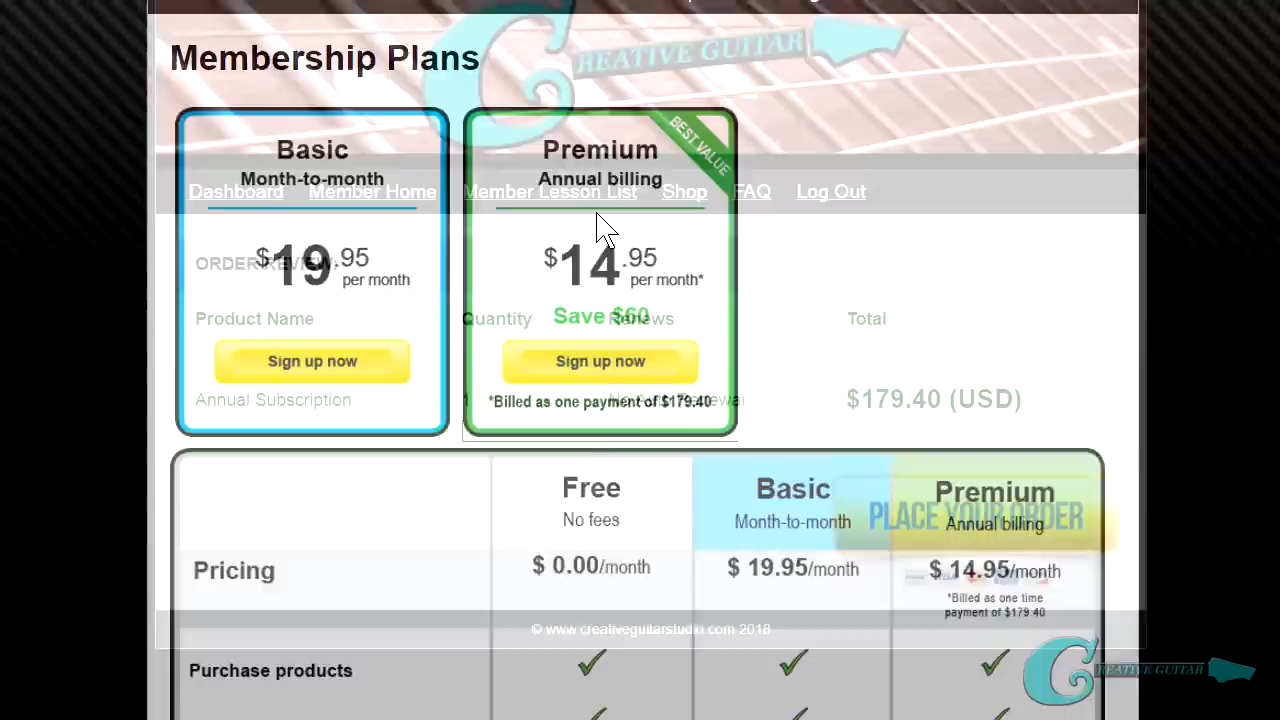 CREATIVE GUITAR
Membership Plans
BEST VALUE
Basic
Month-to-month
Premium
Annual billing
Dashboard Member Home Member Lesson List Shop FAQ Log Out
$19.95
per month
$14.95
per month*
ORDER REVIEW:
Save $60
Product Name Quantity Renews Total
Sign up now
Sign up now
Annual Subscription 1 No Auto Renewal $179.40 (USD)
*Billed as one payment of $179.40
Free
No fees
Basic
Month-to-month
Premium
Annual billing
PLACE YOUR ORDER
Pricing $ 0.00/month $ 19.95/month $ 14.95/month
*Billed as one time
payment of $179.40
© www.creativeguitarstudio.com 2018
Purchase products
CREATIVE GUITAR